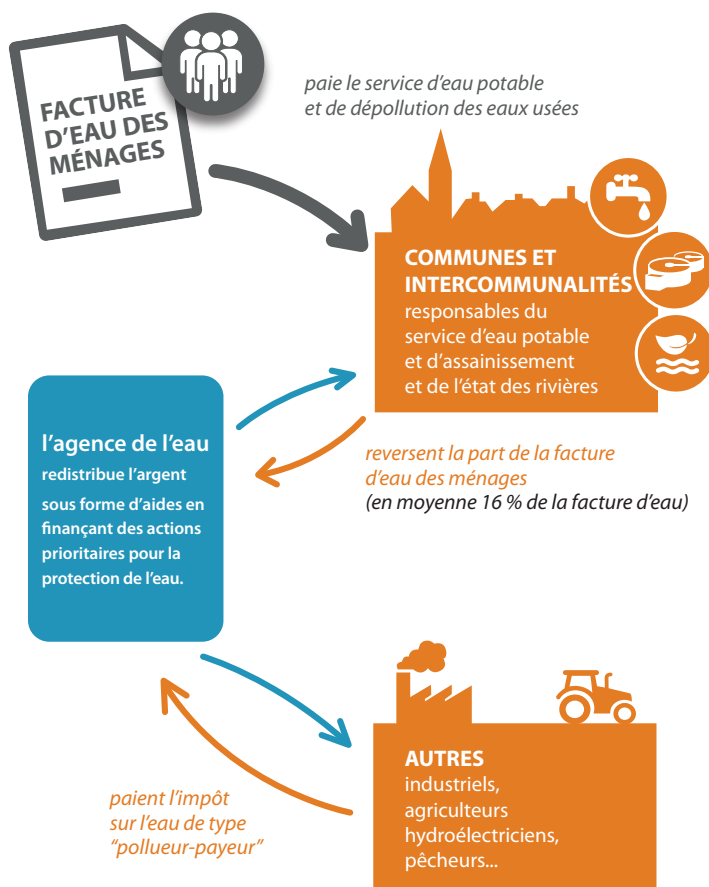 FACTURE
D'EAU DES
MÉNAGES
paie le service d'eau potable
et de dépollution des eaux usées
COMMUNES ET
INTERCOMMUNALITÉS
responsables du
service d'eau potable
et d'assainissement
et de l'état des rivières
l'agence de l'eau
redistribue l'argent
sous forme d'aides en
finançant des actions
prioritaires pour la
protection de l'eau.
reversent la part de la facture
d'eau des ménages
(en moyenne 16 % de la facture d'eau)
AUTRES
industriels,
agriculteurs
hydroélectriciens,
pêcheurs...
paient l'impôt
sur l'eau de type
“pollueur-payeur”